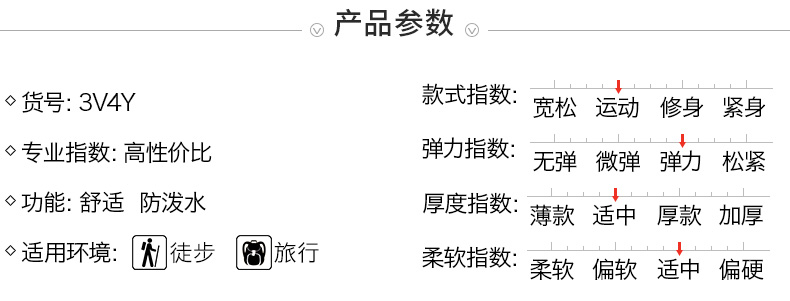 产品参数
货号: 3V4Y
专业指数: 高性价比
功能: 舒适 防泼水
适用环境: 徒步 旅行
款式指数:
宽松 运动 修身 紧身
弹力指数:
无弹 微弹 弹力 松紧
厚度指数:
薄款 适中 厚款 加厚
柔软指数:
柔软 偏软 适中 偏硬